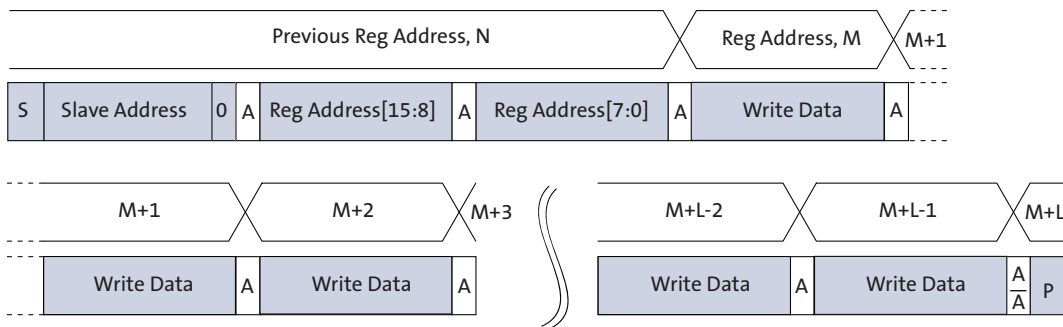 Previous Reg Address, N Reg Address, M M+1
S Slave Address 0 A Reg Address[15:8] A Reg Address[7:0] A Write Data A
M+1 M+2 M+3 M+L-2 M+L-1 M+L
Write Data A Write Data A Write Data A Write Data A/A̅ P